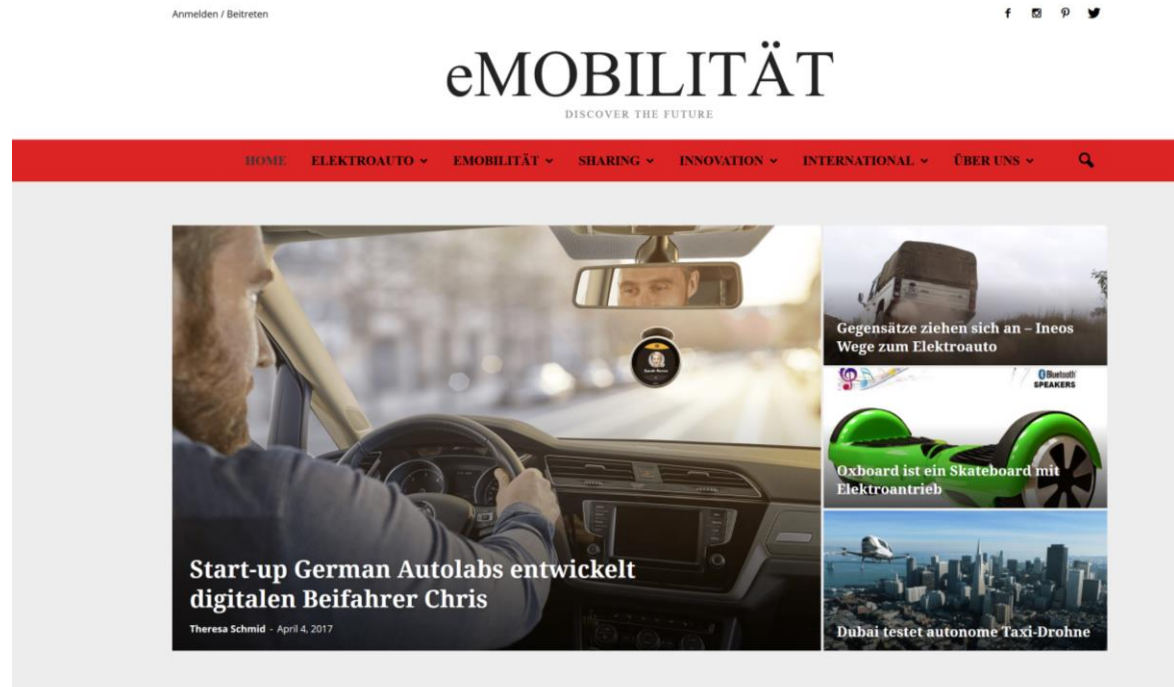 Anmelden / Beitreten
eMOBILITÄT
DISCOVER THE FUTURE
HOME ELEKTROAUTO EMOBILITÄT SHARING INNOVATION INTERNATIONAL ÜBER UNS
Start-up German Autolabs entwickelt
digitalen Beifahrer Chris
Theresa Schmid - April 4, 2017
Gegensätze ziehen sich an – Ineos
Wege zum Elektroauto
Bluetooth
SPEAKERS
Oxboard ist ein Skateboard mit
Elektroantrieb
Dubai testet autonome Taxi-Drohne